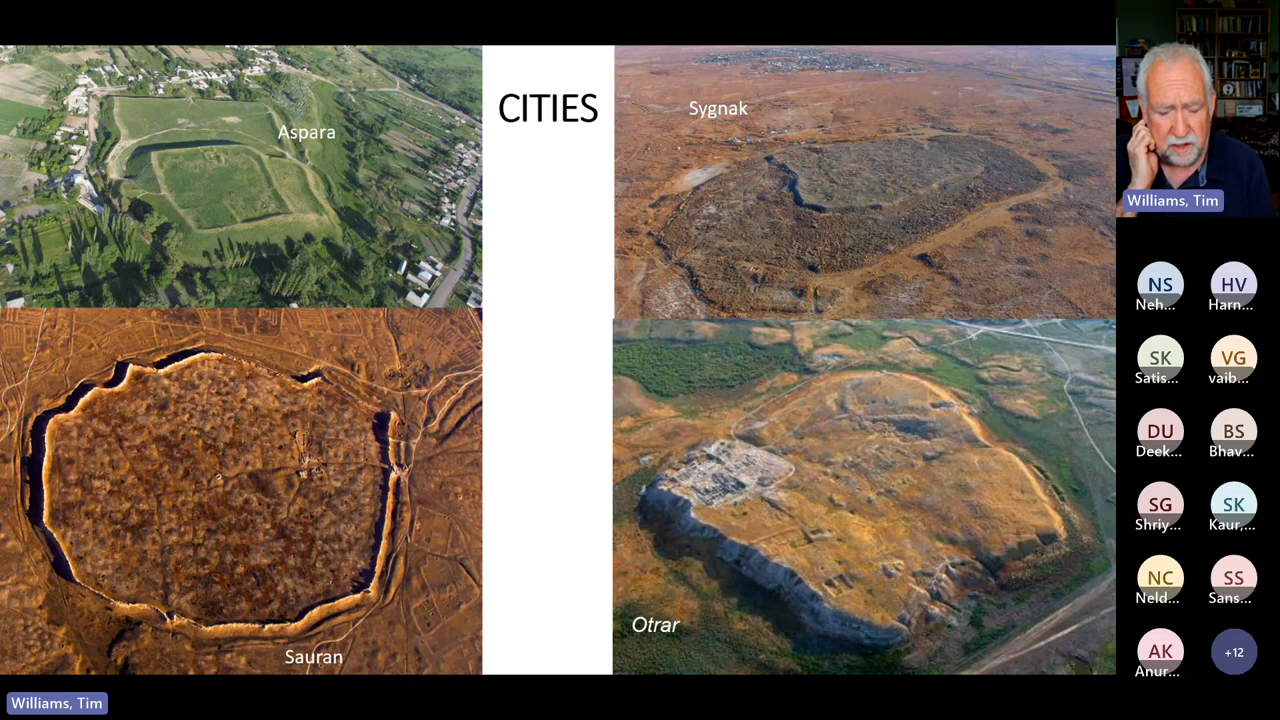 Aspara
CITIES
Sygnak
Sauran
Otrar
Williams, Tim
NS
Neh...
HV
Harn...
SK
Satis...
VG
vaib...
DU
Deek...
BS
Bhav...
SG
Shriy...
SK
Kaur,...
NC
Neld...
SS
Sans...
AK
Anur...
+12
Williams, Tim